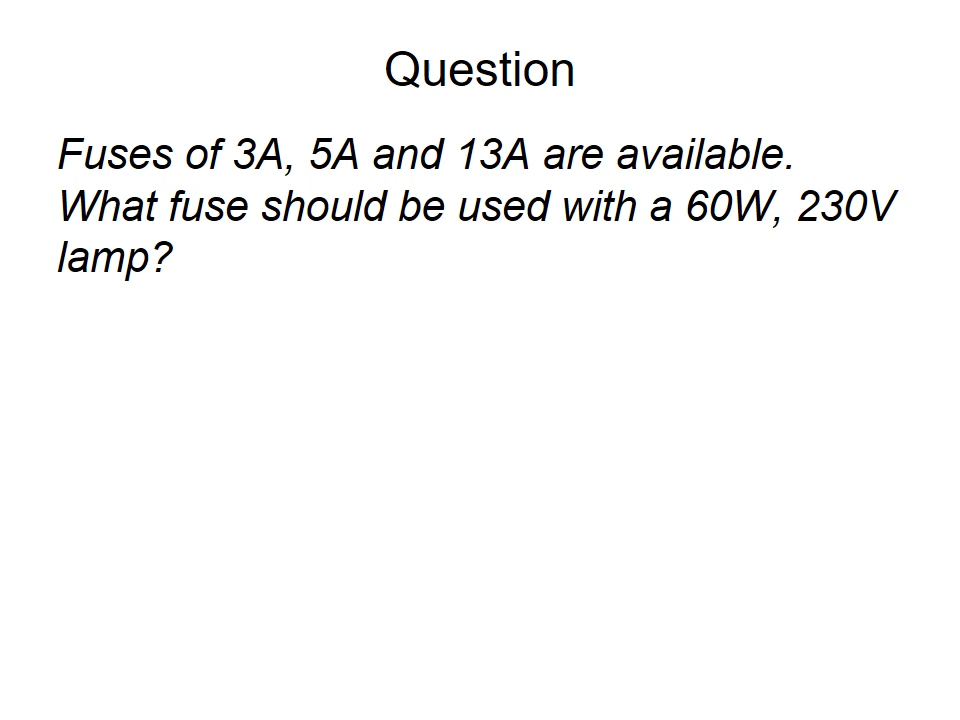 Question
Fuses of 3A, 5A and 13A are available.
What fuse should be used with a 60W, 230V
lamp?